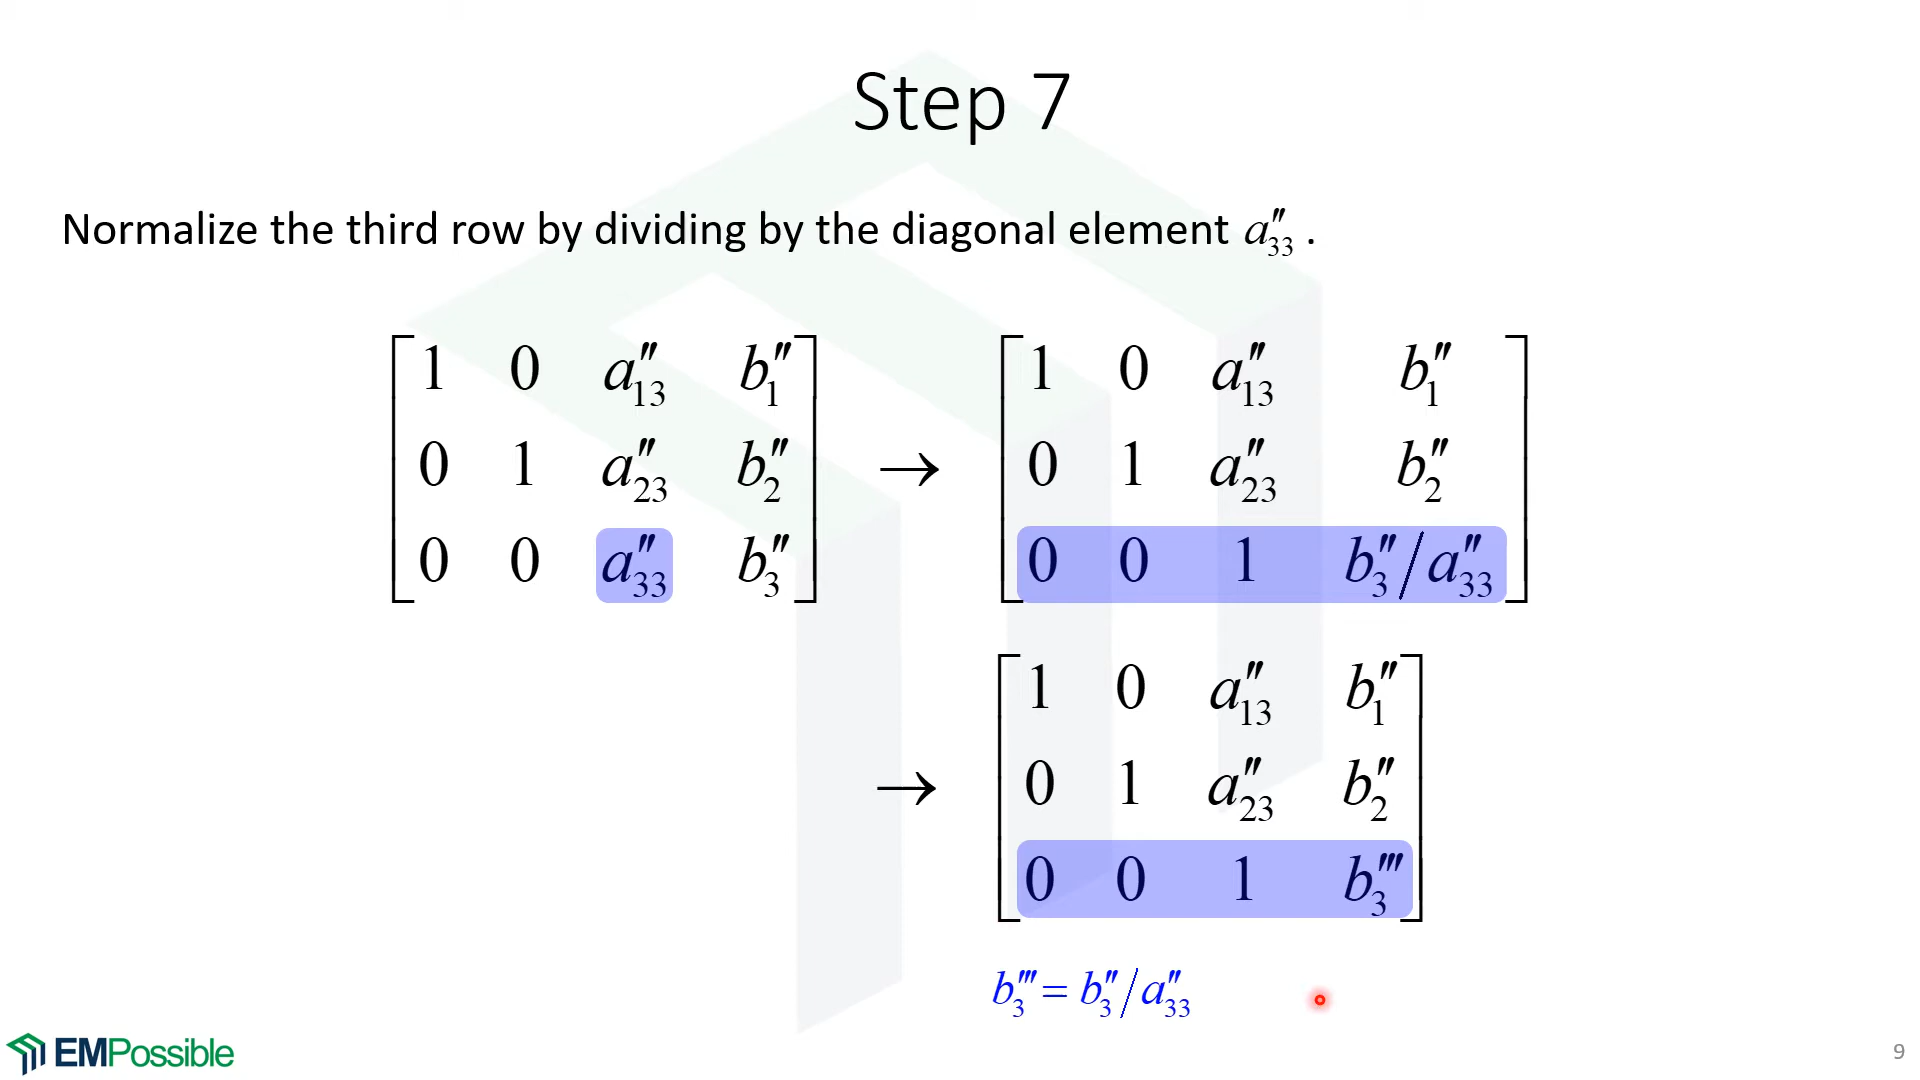 Step 7
Normalize the third row by dividing by the diagonal element a″₃₃ .
1 0 a″₁₃ b″₁
0 1 a″₂₃ b″₂
0 0 a″₃₃ b″₃
→
1 0 a″₁₃ b″₁
0 1 a″₂₃ b″₂
0 0 1 b″₃/a″₃₃
→
1 0 a″₁₃ b″₁
0 1 a″₂₃ b″₂
0 0 1 b‴₃
b‴₃ = b″₃/a″₃₃
EMPossible
9